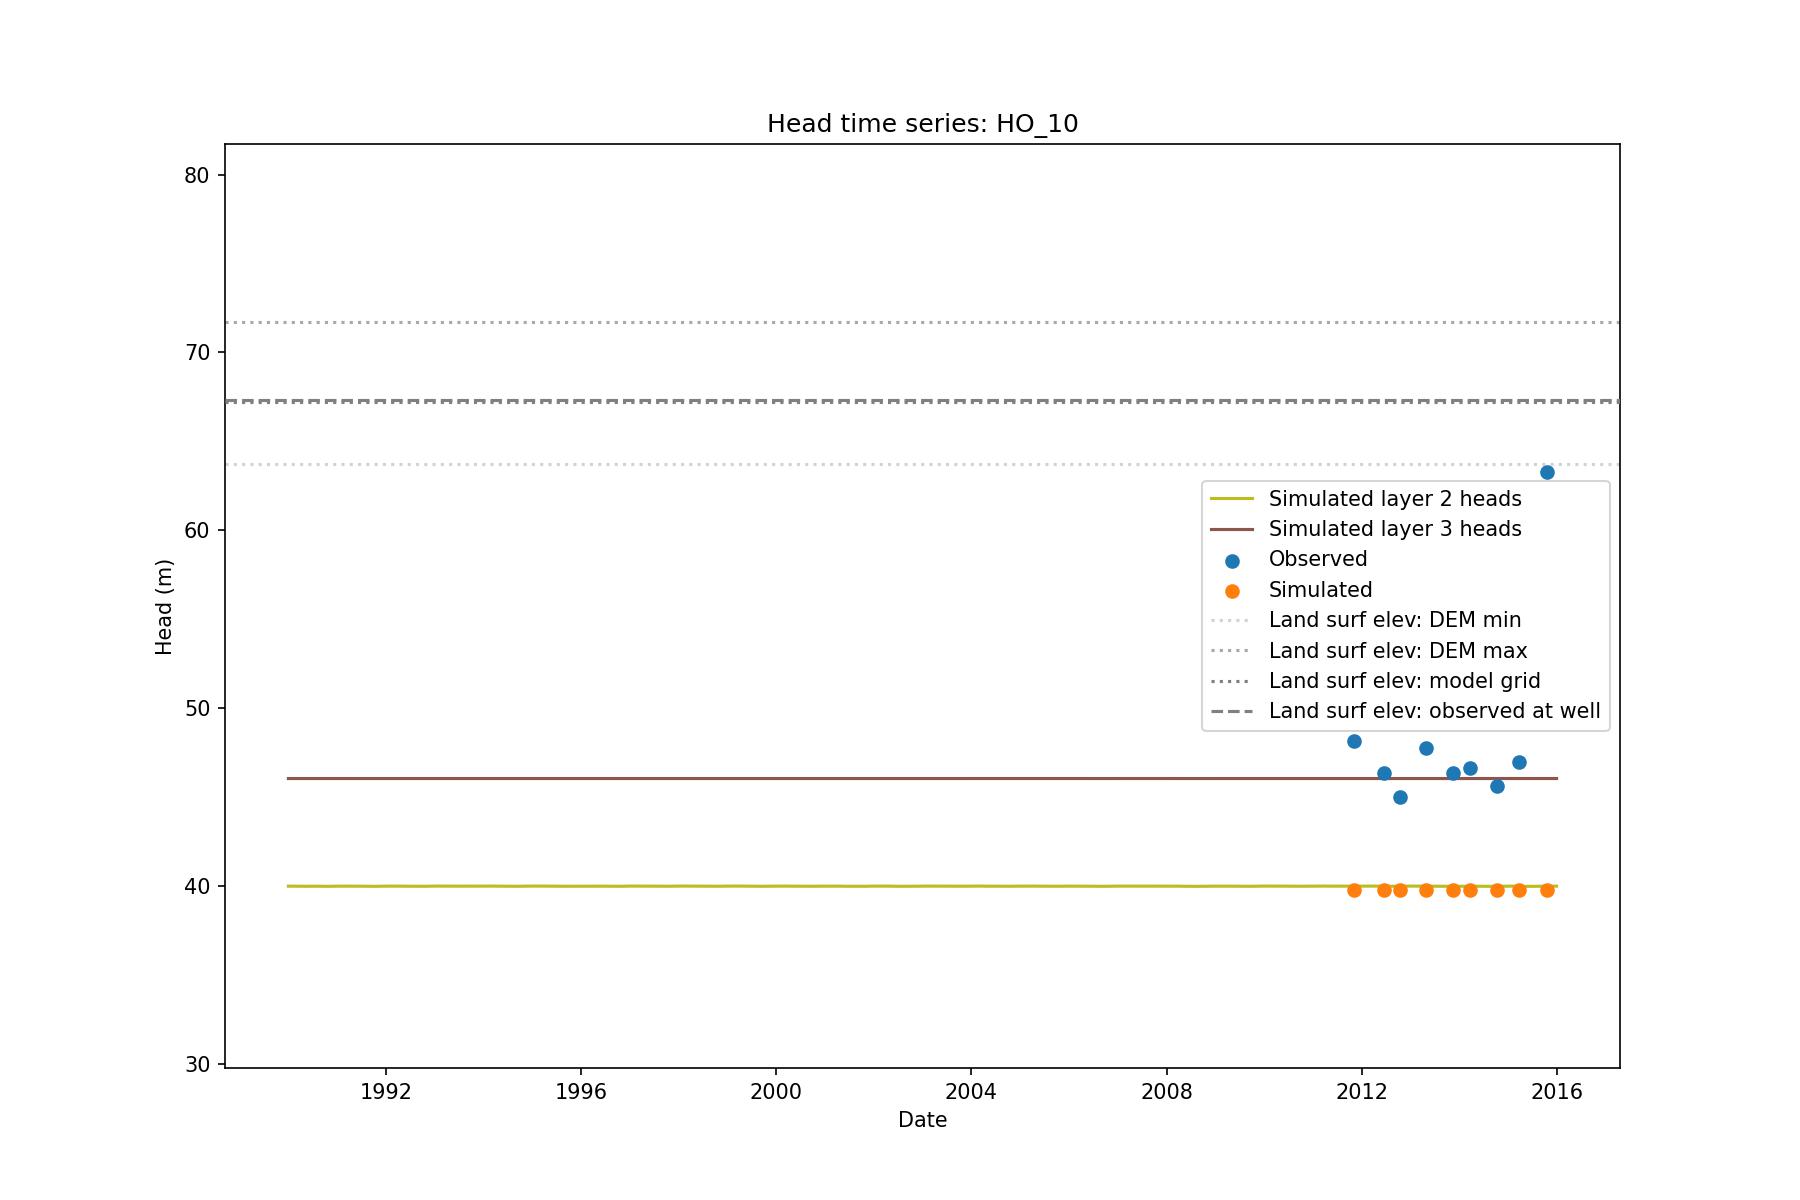 Head time series: HO_10
80
70
60
50
40
30
Head (m)
Simulated layer 2 heads
Simulated layer 3 heads
Observed
Simulated
Land surf elev: DEM min
Land surf elev: DEM max
Land surf elev: model grid
Land surf elev: observed at well
1992 1996 2000 2004 2008 2012 2016
Date